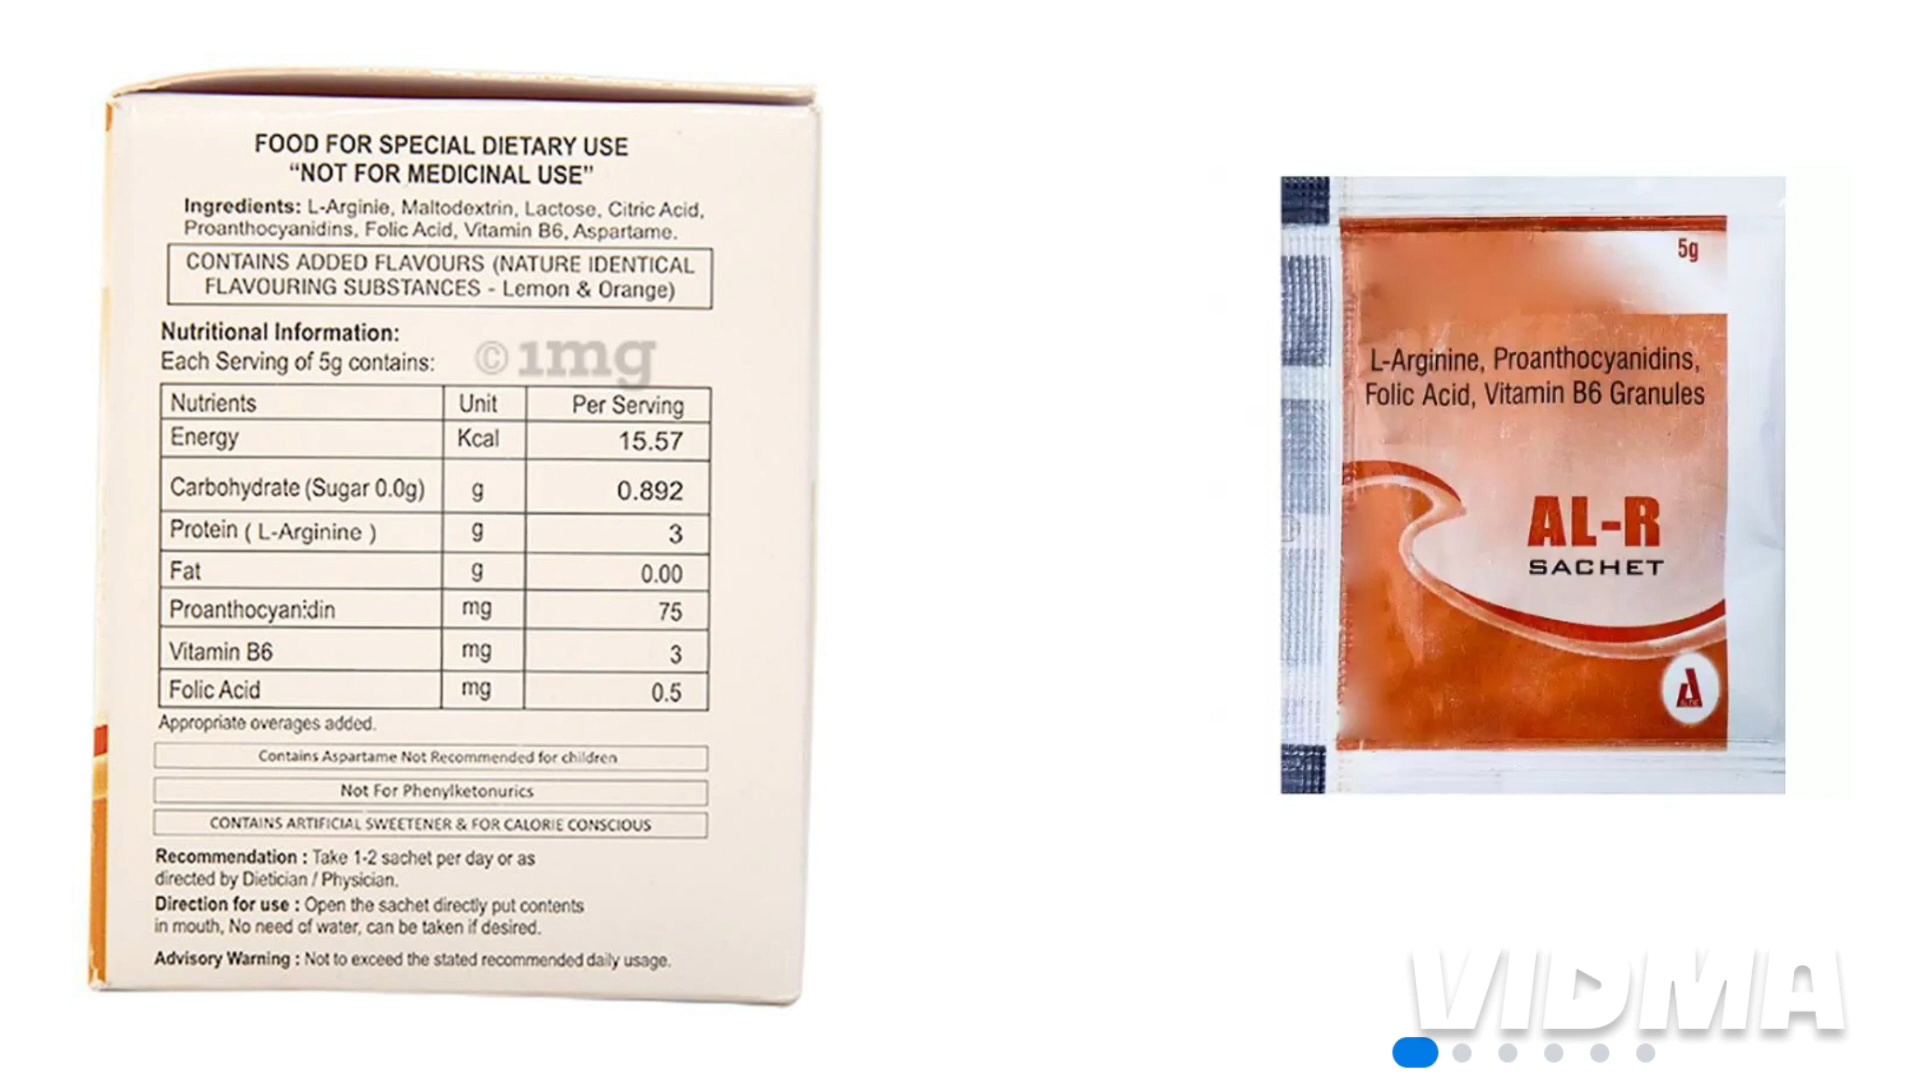 FOOD FOR SPECIAL DIETARY USE
“NOT FOR MEDICINAL USE”
Ingredients: L-Arginie, Maltodextrin, Lactose, Citric Acid,
Proanthocyanidins, Folic Acid, Vitamin B6, Aspartame.
CONTAINS ADDED FLAVOURS (NATURE IDENTICAL
FLAVOURING SUBSTANCES - Lemon & Orange)
Nutritional Information:
Each Serving of 5g contains:
©1mg
Nutrients Unit Per Serving
Energy Kcal 15.57
Carbohydrate (Sugar 0.0g) g 0.892
Protein ( L-Arginine ) g 3
Fat g 0.00
Proanthocyanidin mg 75
Vitamin B6 mg 3
Folic Acid mg 0.5
Appropriate overages added.
Contains Aspartame Not Recommended for children
Not For Phenylketonurics
CONTAINS ARTIFICIAL SWEETENER & FOR CALORIE CONSCIOUS
Recommendation : Take 1-2 sachet per day or as
directed by Dietician / Physician.
Direction for use : Open the sachet directly put contents
in mouth, No need of water, can be taken if desired.
Advisory Warning : Not to exceed the stated recommended daily usage.
5g
L-Arginine, Proanthocyanidins,
Folic Acid, Vitamin B6 Granules
AL-R
SACHET
VIDMA